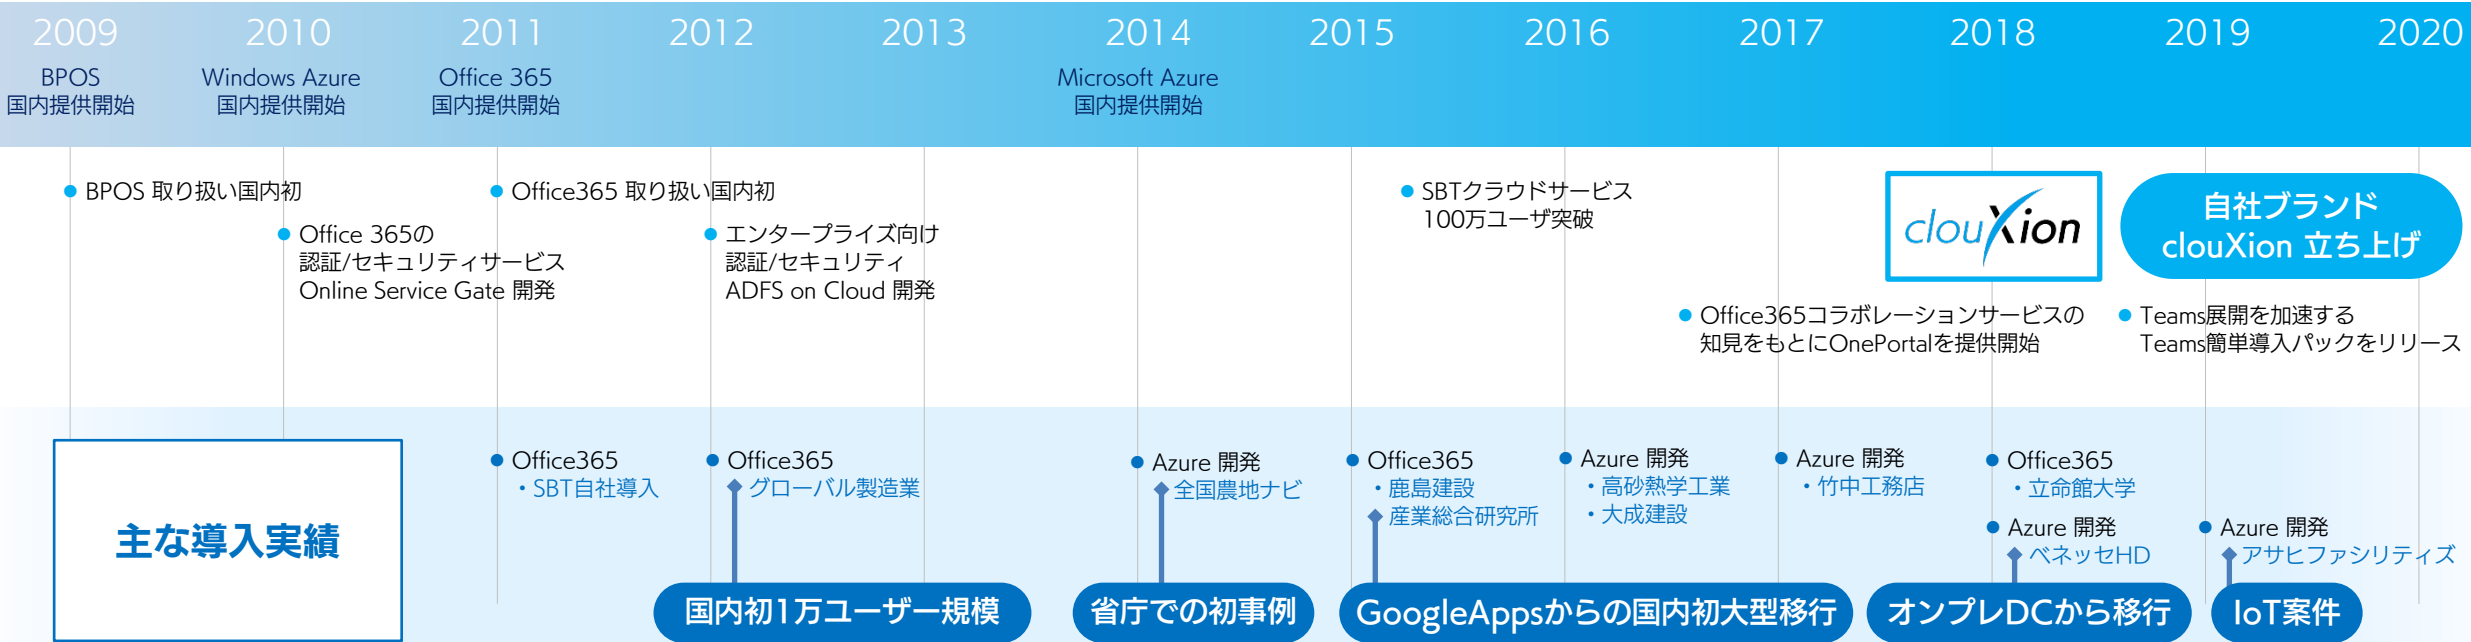 2009
2010
2011
2012
2013
2014
2015
2016
2017
2018
2019
2020
BPOS
国内提供開始
Windows Azure
国内提供開始
Office 365
国内提供開始
Microsoft Azure
国内提供開始
BPOS 取り扱い国内初
Office 365の
認証/セキュリティサービス
Online Service Gate 開発
Office365 取り扱い国内初
エンタープライズ向け
認証/セキュリティ
ADFS on Cloud 開発
SBTクラウドサービス
100万ユーザ突破
Office365コラボレーションサービスの
知見をもとにOnePortalを提供開始
clouXion
自社ブランド
clouXion 立ち上げ
Teams展開を加速する
Teams簡単導入パックをリリース
主な導入実績
Office365
・SBT自社導入
Office365
グローバル製造業
国内初1万ユーザー規模
Azure 開発
全国農地ナビ
省庁での初事例
Office365
・鹿島建設
産業総合研究所
GoogleAppsからの国内初大型移行
Azure 開発
・高砂熱学工業
・大成建設
Azure 開発
・竹中工務店
Office365
・立命館大学
Azure 開発
ベネッセHD
オンプレDCから移行
Azure 開発
アサヒファシリティズ
IoT案件